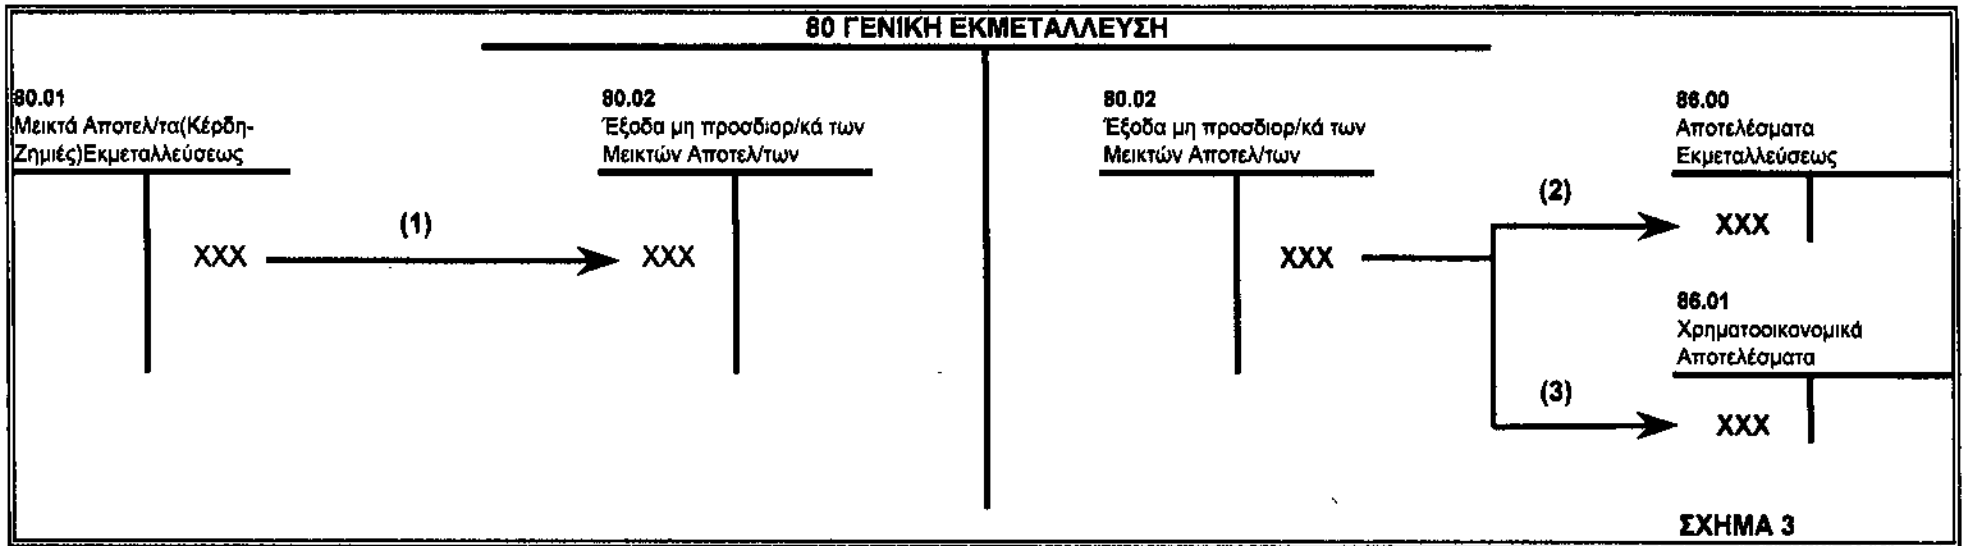 80 ΓΕΝΙΚΗ ΕΚΜΕΤΑΛΛΕΥΣΗ
80.01
Μεικτά Αποτελ/τα(Κέρδη-
Ζημιές)Εκμεταλλεύσεως
80.02
Έξοδα μη προσδιορ/κά των
Μεικτών Αποτελ/των
80.02
Έξοδα μη προσδιορ/κά των
Μεικτών Αποτελ/των
86.00
Αποτελέσματα
Εκμεταλλεύσεως
XXX
(1)
XXX
XXX
(2)
XXX
86.01
Χρηματοοικονομικά
Αποτελέσματα
(3)
XXX
ΣΧΗΜΑ 3